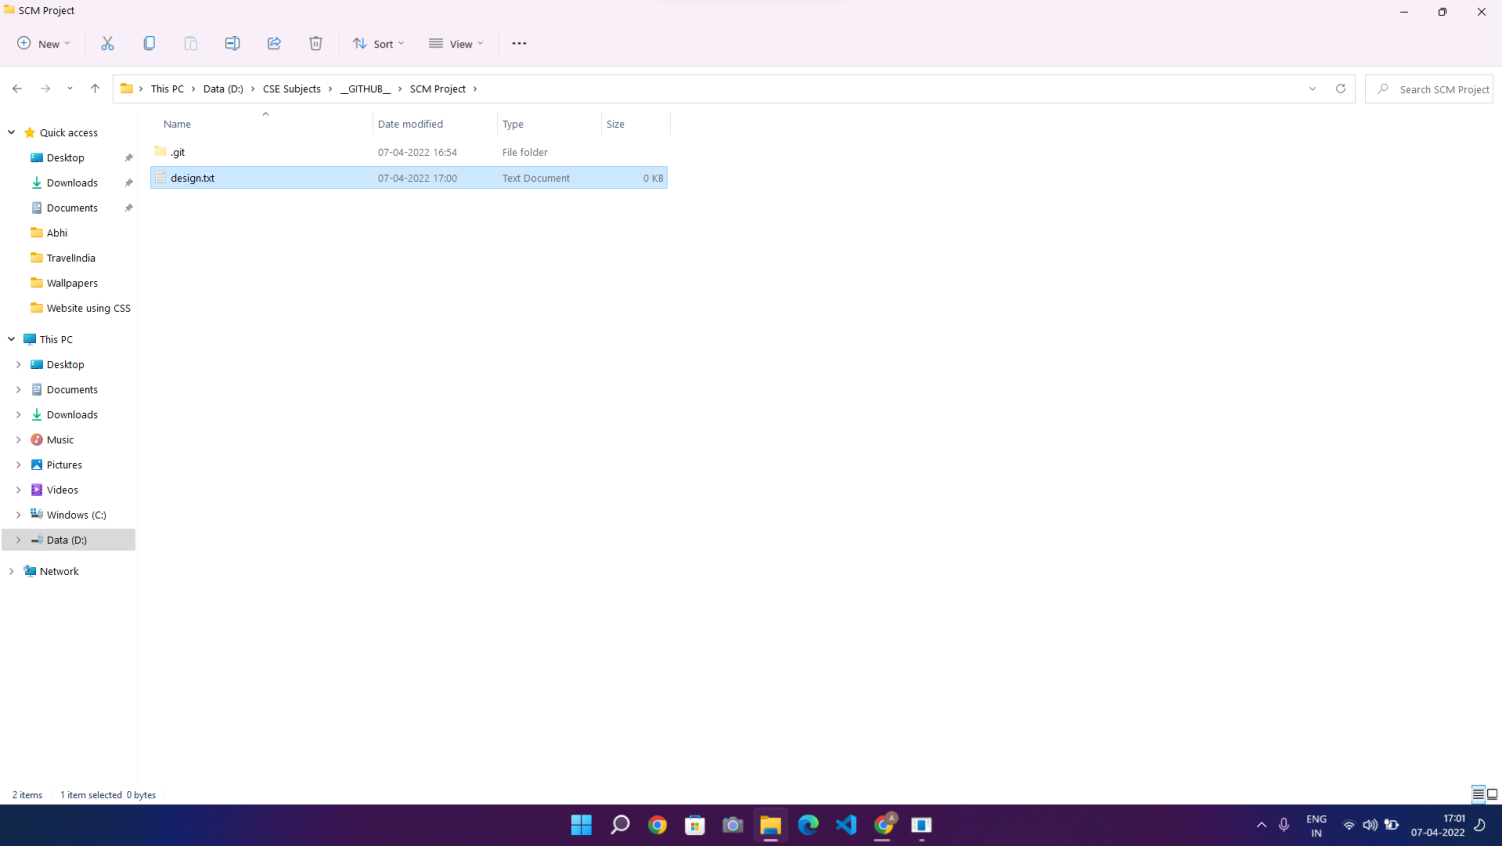 SCM Project
New
Sort
View
This PC
Data (D:)
CSE Subjects
__GITHUB__
SCM Project
Search SCM Project
Name Date modified Type Size
.git 07-04-2022 16:54 File folder
design.txt 07-04-2022 17:00 Text Document 0 KB
Quick access
Desktop
Downloads
Documents
Abhi
TravelIndia
Wallpapers
Website using CSS
This PC
Desktop
Documents
Downloads
Music
Pictures
Videos
Windows (C:)
Data (D:)
Network
2 items 1 item selected 0 bytes
A
ENG
IN
17:01
07-04-2022